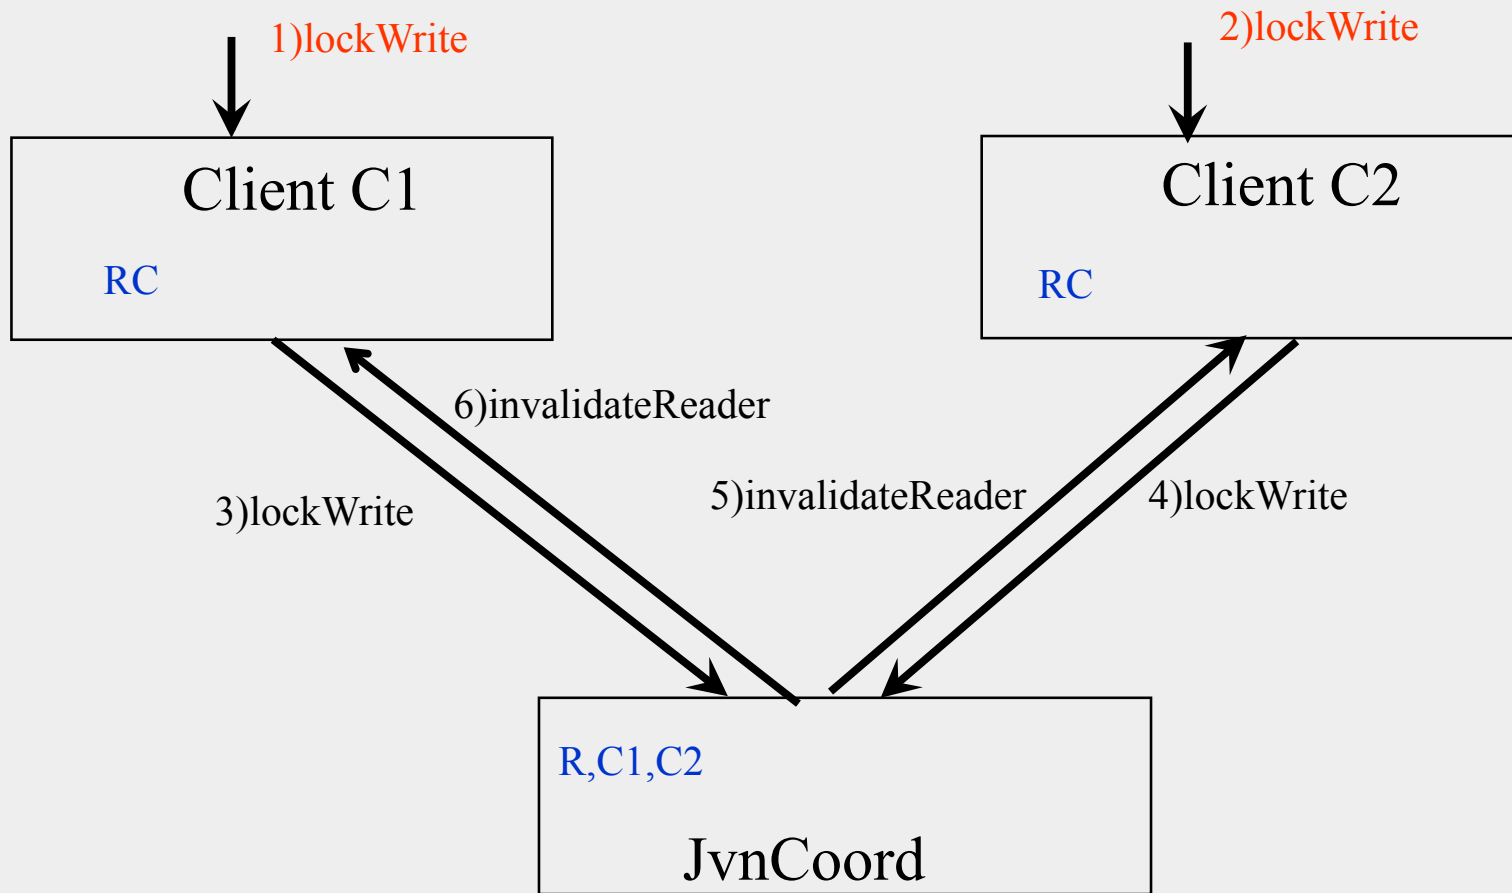 1)lockWrite
2)lockWrite
Client C1
Client C2
RC
RC
6)invalidateReader
3)lockWrite
5)invalidateReader
4)lockWrite
R,C1,C2
JvnCoord